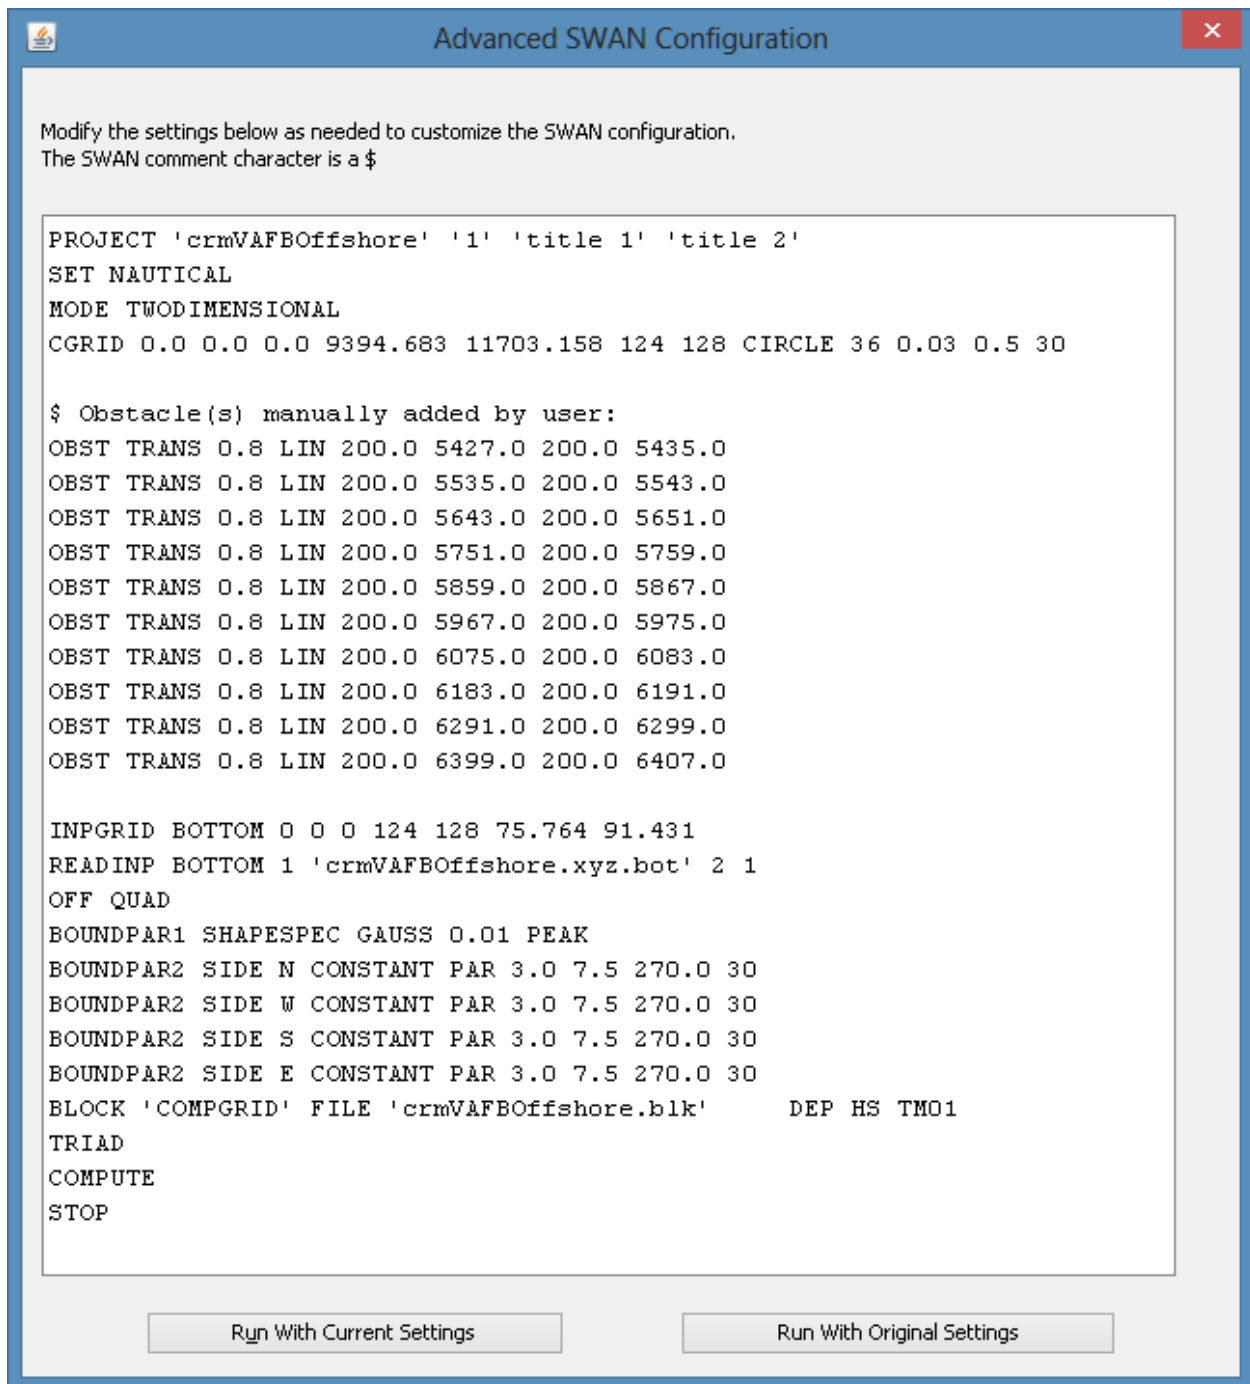 Advanced SWAN Configuration
Modify the settings below as needed to customize the SWAN configuration.
The SWAN comment character is a $
PROJECT 'crmVAFBOffshore' '1' 'title 1' 'title 2'
SET NAUTICAL
MODE TWODIMENSIONAL
CGRID 0.0 0.0 0.0 9394.683 11703.158 124 128 CIRCLE 36 0.03 0.5 30
$ Obstacle(s) manually added by user:
OBST TRANS 0.8 LIN 200.0 5427.0 200.0 5435.0
OBST TRANS 0.8 LIN 200.0 5535.0 200.0 5543.0
OBST TRANS 0.8 LIN 200.0 5643.0 200.0 5651.0
OBST TRANS 0.8 LIN 200.0 5751.0 200.0 5759.0
OBST TRANS 0.8 LIN 200.0 5859.0 200.0 5867.0
OBST TRANS 0.8 LIN 200.0 5967.0 200.0 5975.0
OBST TRANS 0.8 LIN 200.0 6075.0 200.0 6083.0
OBST TRANS 0.8 LIN 200.0 6183.0 200.0 6191.0
OBST TRANS 0.8 LIN 200.0 6291.0 200.0 6299.0
OBST TRANS 0.8 LIN 200.0 6399.0 200.0 6407.0
INPGRID BOTTOM 0 0 0 124 128 75.764 91.431
READINP BOTTOM 1 'crmVAFBOffshore.xyz.bot' 2 1
OFF QUAD
BOUNDPAR1 SHAPESPEC GAUSS 0.01 PEAK
BOUNDPAR2 SIDE N CONSTANT PAR 3.0 7.5 270.0 30
BOUNDPAR2 SIDE W CONSTANT PAR 3.0 7.5 270.0 30
BOUNDPAR2 SIDE S CONSTANT PAR 3.0 7.5 270.0 30
BOUNDPAR2 SIDE E CONSTANT PAR 3.0 7.5 270.0 30
BLOCK 'COMPGRID' FILE 'crmVAFBOffshore.blk' DEP HS TM01
TRIAD
COMPUTE
STOP
Run With Current Settings
Run With Original Settings